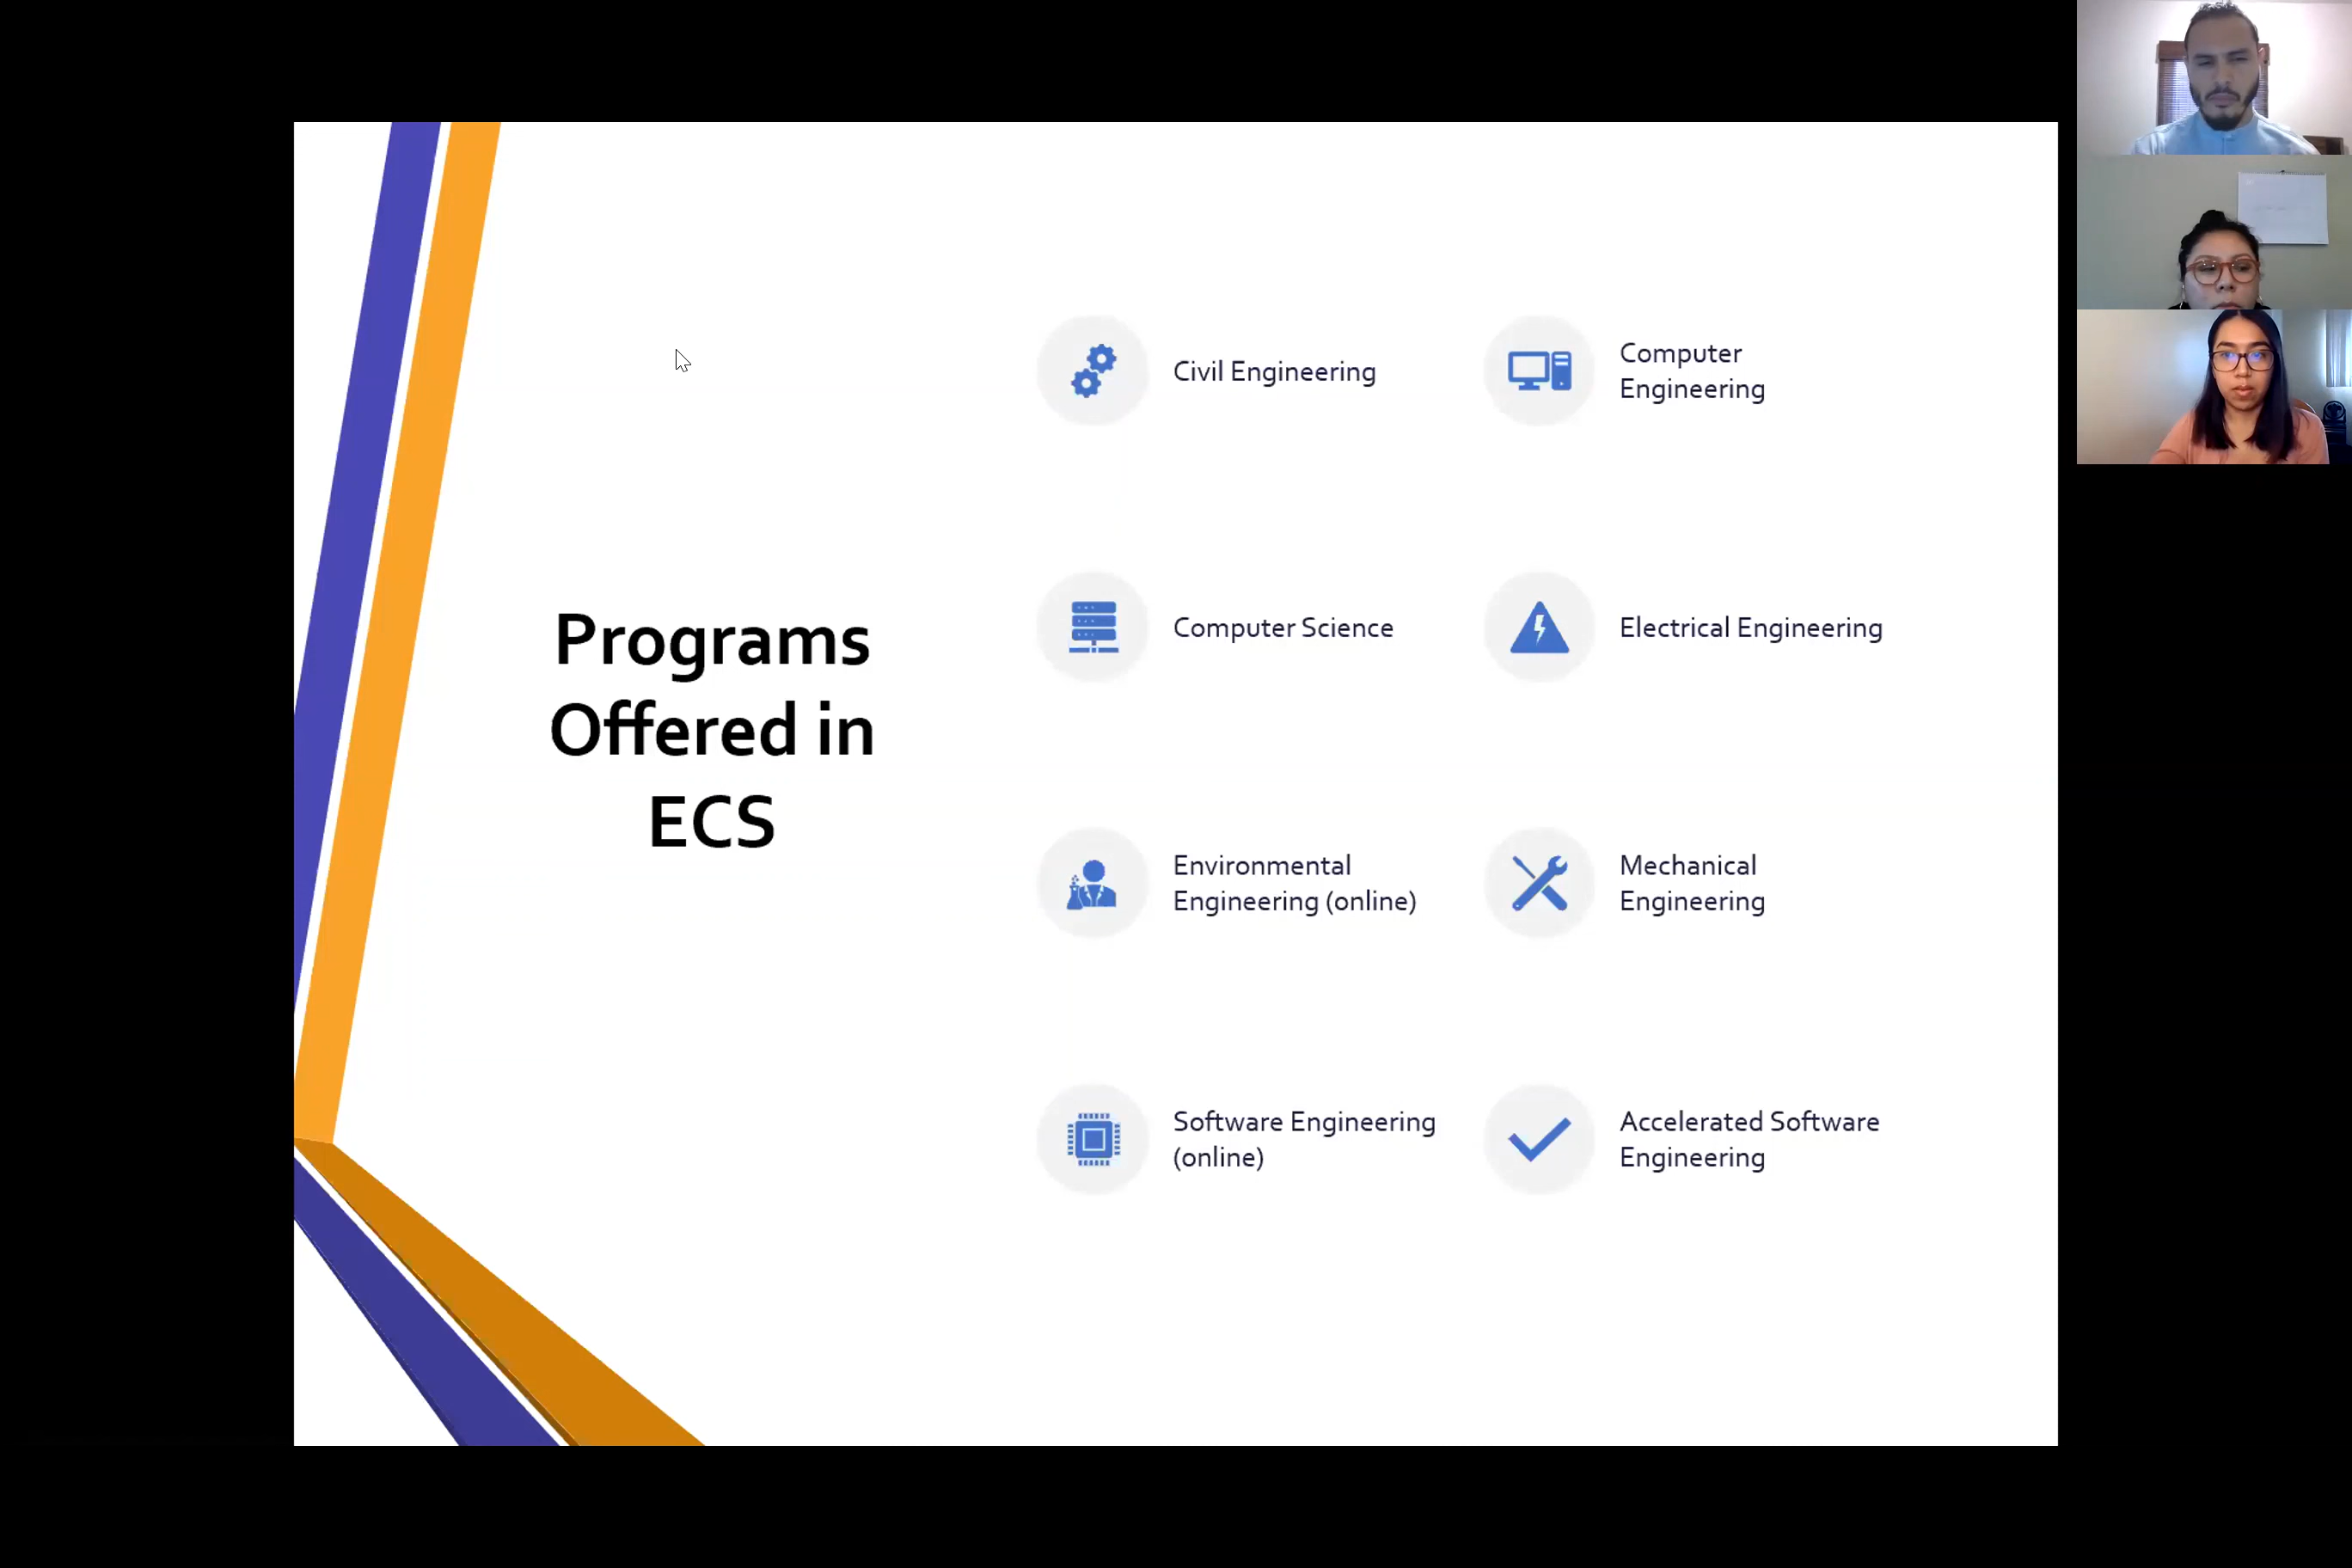 Programs
Offered in
ECS
Civil Engineering
Computer
Engineering
Computer Science
Electrical Engineering
Environmental
Engineering (online)
Mechanical
Engineering
Software Engineering
(online)
Accelerated Software
Engineering